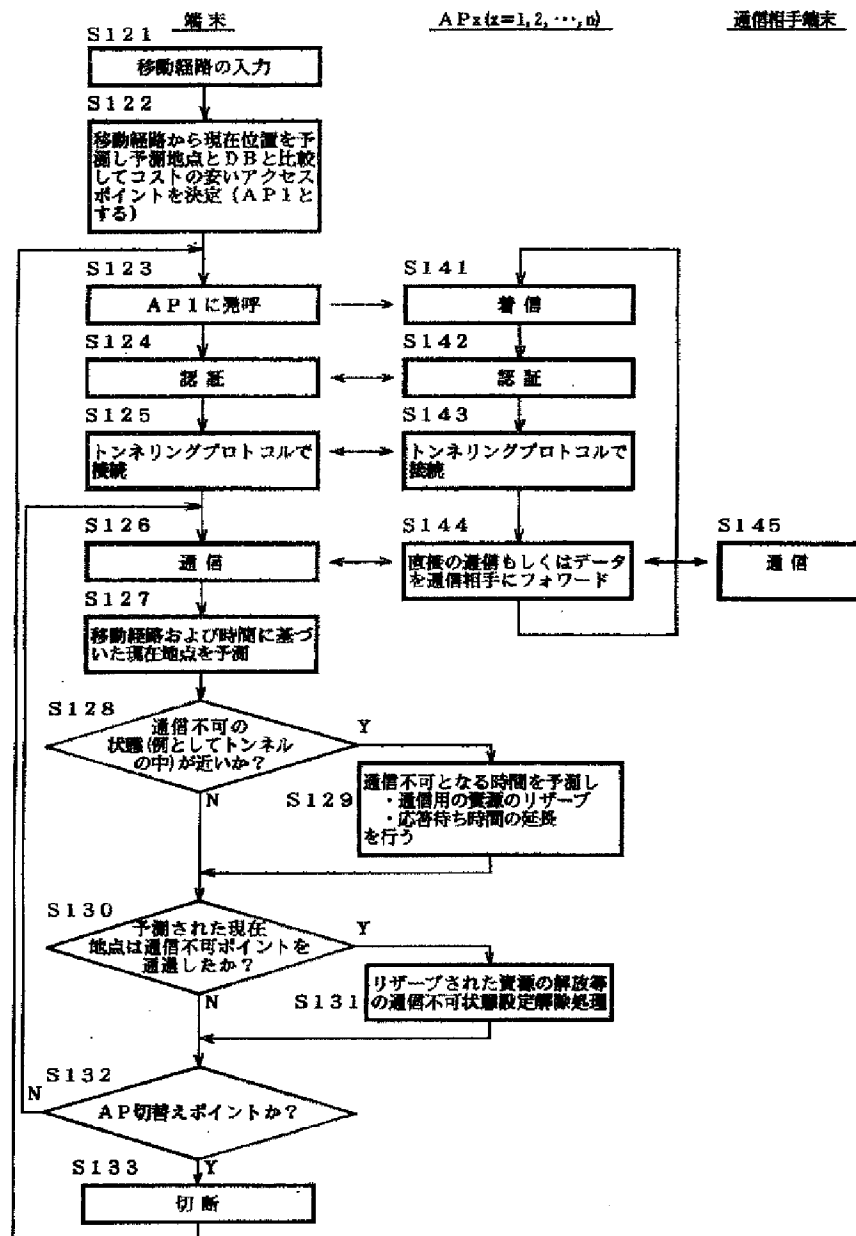 端末
APx(x=1,2,･･･,n)
通信相手端末
S121
移動経路の入力
S122
移動経路から現在位置を予
測し予測地点とDBと比較
してコストの安いアクセス
ポイントを決定（AP1と
する）
S123
AP1に発呼
S141
着信
S124
認証
S142
認証
S125
トンネリングプロトコルで
接続
S143
トンネリングプロトコルで
接続
S126
通信
S144
直接の通信もしくはデータ
を通信相手にフォワード
S145
通信
S127
移動経路および時間に基づ
いた現在地点を予測
S128
通信不可の
状態(例としてトンネル
の中)が近いか？
Y
N
S129
通信不可となる時間を予測し
・通信用の資源のリザーブ
・応答待ち時間の延長
を行う
S130
予測された現在
地点は通信不可ポイントを
通過したか？
Y
N
S131
リザーブされた資源の解放等
の通信不可状態設定解除処理
S132
N
AP切替えポイントか？
Y
S133
切断